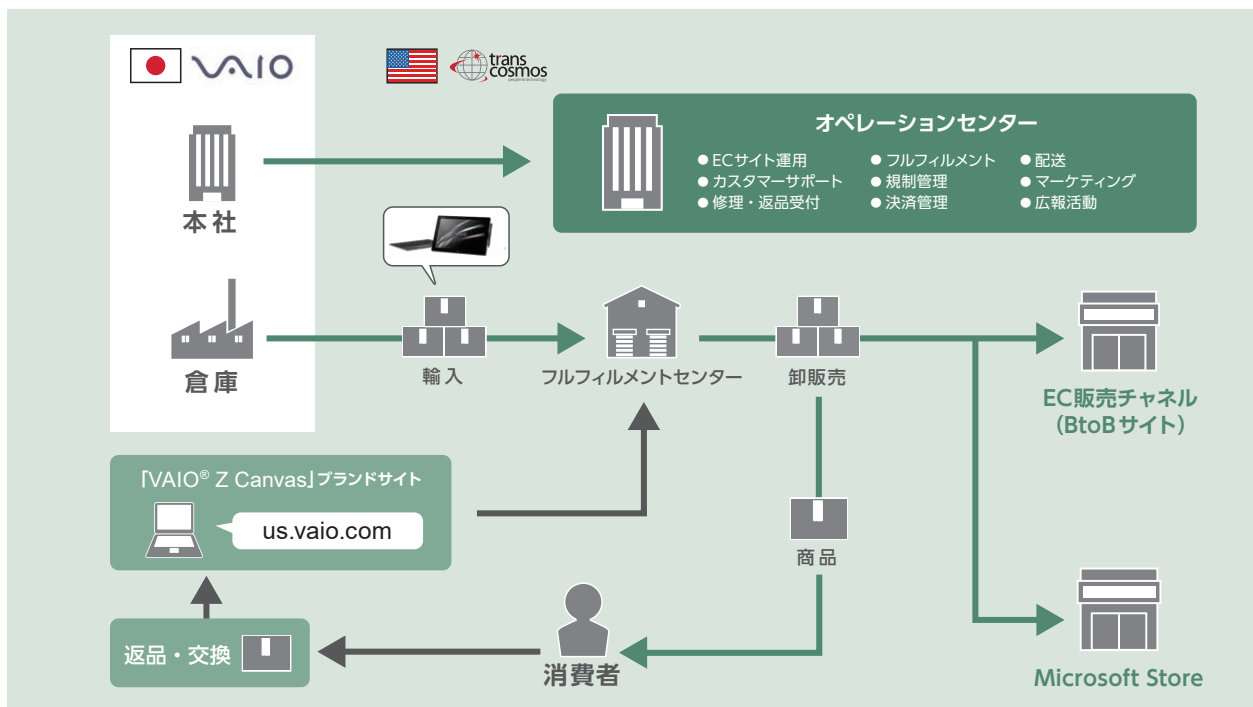 VAIO
trans
cosmos
people & technology
オペレーションセンター
● ECサイト運用
● カスタマーサポート
● 修理・返品受付
● フルフィルメント
● 規制管理
● 決済管理
● 配送
● マーケティング
● 広報活動
本社
倉庫
輸入
フルフィルメントセンター
卸販売
EC販売チャネル
（BtoBサイト）
「VAIO® Z Canvas」ブランドサイト
us.vaio.com
商品
返品・交換
消費者
Microsoft Store